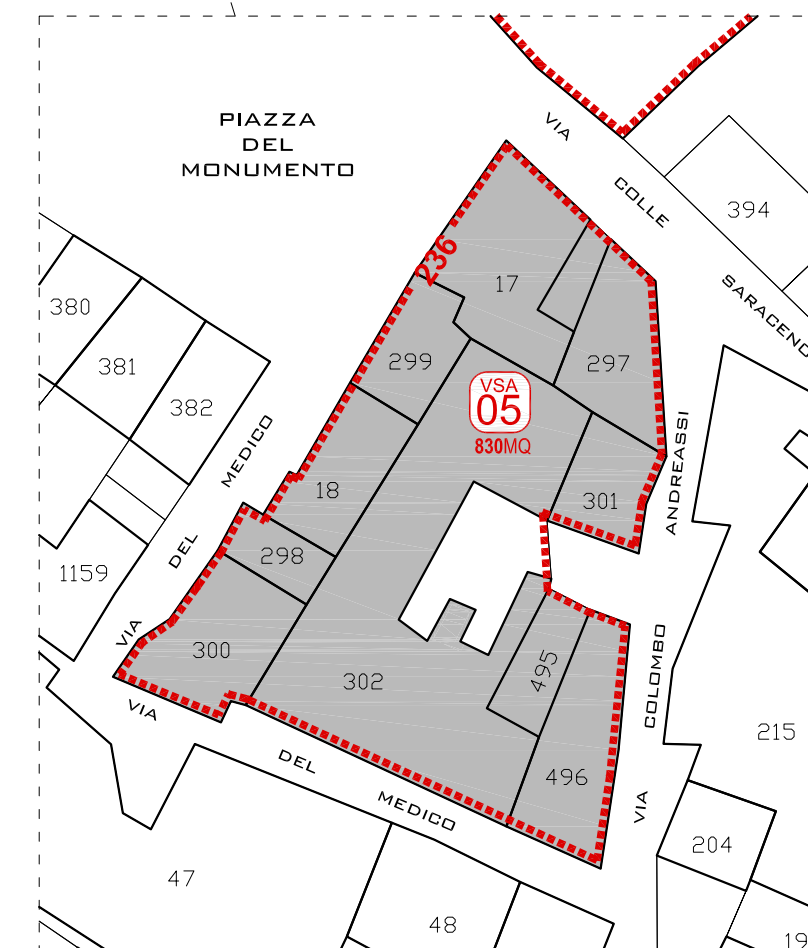 PIAZZA
DEL
MONUMENTO
VIA
COLLE
SARACENO
394
236
17
380
299
297
381
VSA
05
830MQ
382
MEDICO
ANDREASSI
18
301
DEL
298
1159
VIA
300
302
495
COLOMBO
VIA
DEL
MEDICO
215
496
VIA
204
47
48